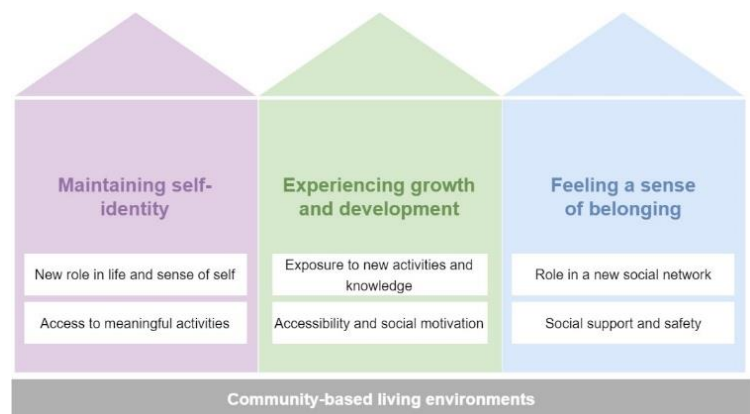 Maintaining self-
identity
New role in life and sense of self
Access to meaningful activities
Experiencing growth
and development
Exposure to new activities and
knowledge
Accessibility and social motivation
Feeling a sense
of belonging
Role in a new social network
Social support and safety
Community-based living environments